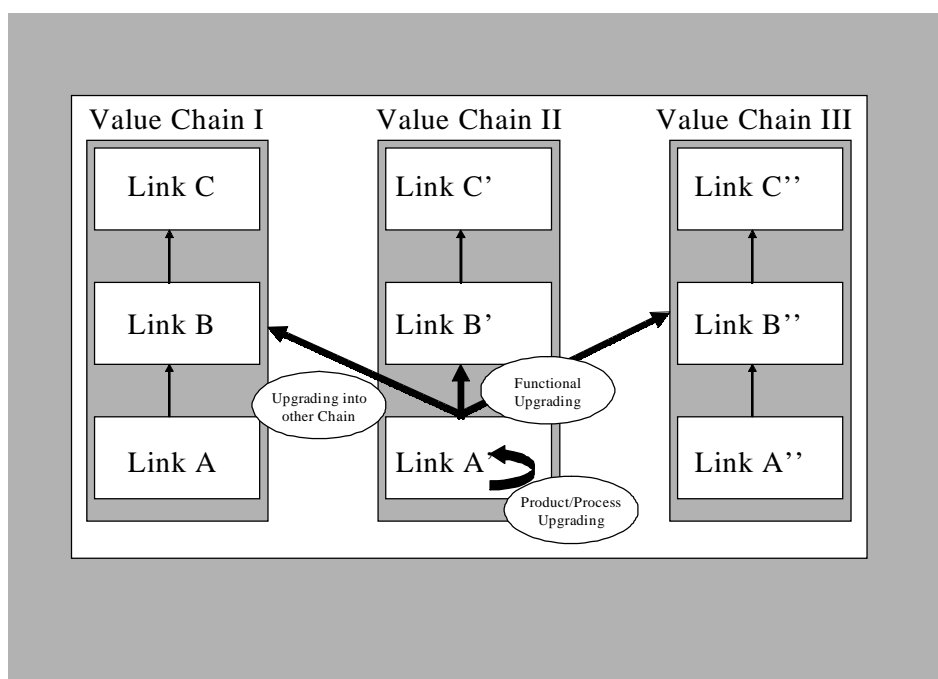 Value Chain I
Value Chain II
Value Chain III
Link C
Link C’
Link C’’
Link B
Link B’
Link B’’
Upgrading into
other Chain
Functional
Upgrading
Link A
Link A’
Link A’’
Product/Process
Upgrading